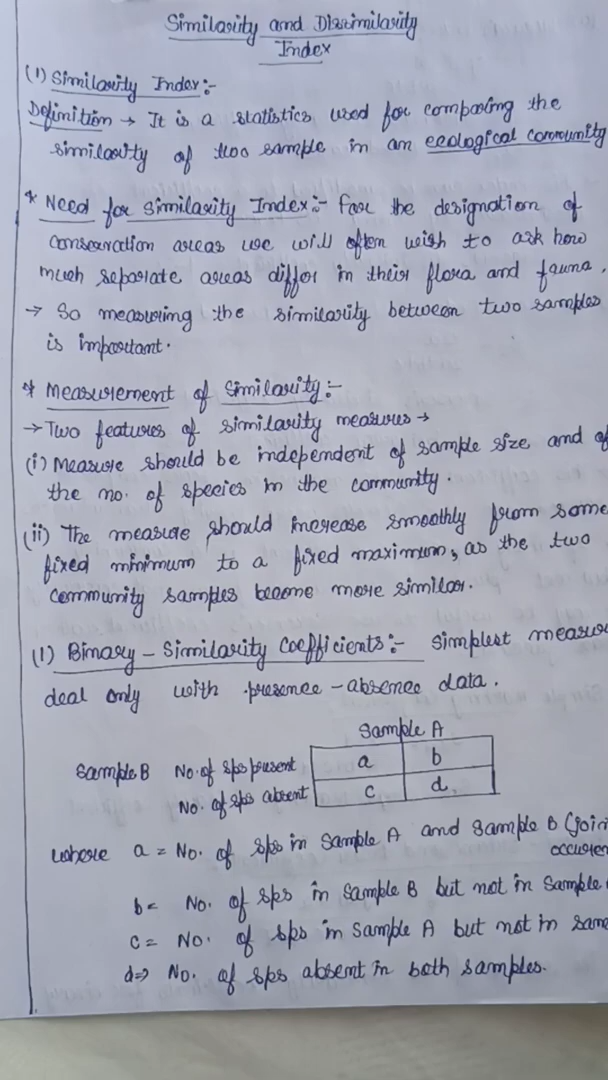 Similarity and Dissimilarity
Index
(1) Similarity Index:-
Definition → It is a statistics used for comparing the
similarity of two sample in an ecological community
* Need for similarity Index:- For the designation of
conservation areas we will often wish to ask how
much separate areas differ in their flora and fauna.
→ So measuring the similarity between two samples
is important.
* Measurement of Similarity:-
→ Two features of similarity measures →
(i) Measure should be independent of sample size and of
the no. of species in the community.
(ii) The measure should increase smoothly from some
fixed minimum to a fixed maximum, as the two
community samples become more similar.
(1) Binary - Similarity Coefficients:- simplest measure
deal only with presence - absence data.
Sample A
Sample B No. of sps present a b
No. of sps absent c d
where a = No. of sps in Sample A and Sample B (join
occuren
b = No. of sps in Sample B but not in Sample
c = No. of sps in Sample A but not in sam
d => No. of sps absent in both samples.